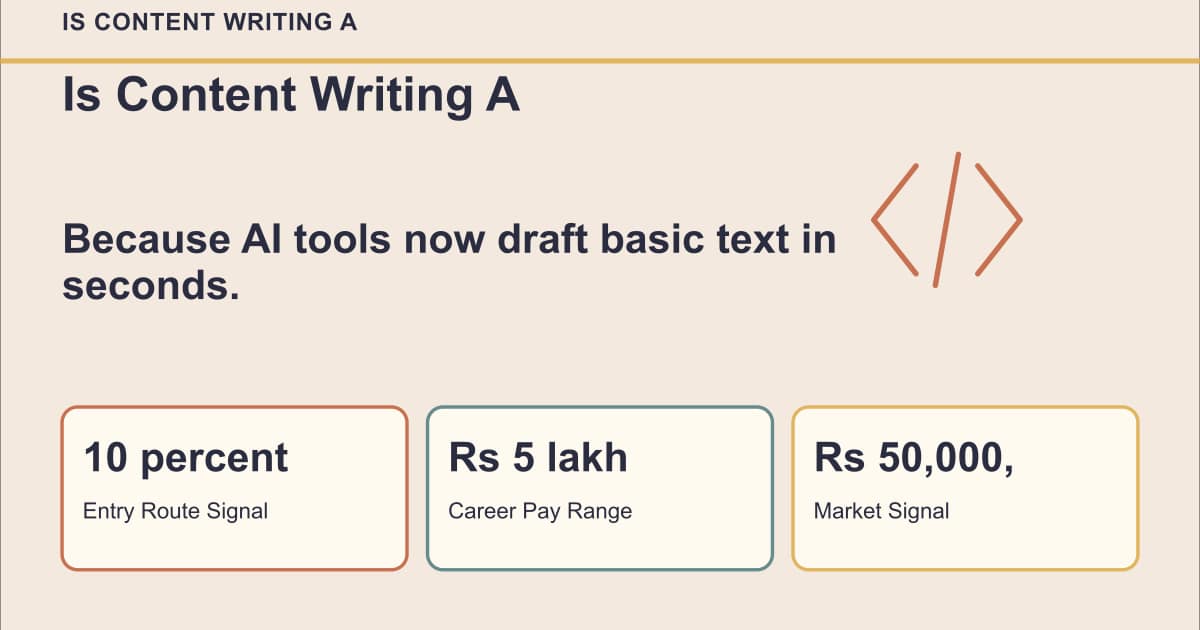 IS CONTENT WRITING A
Is Content Writing A
Because AI tools now draft basic text in
seconds.
10 percent
Entry Route Signal
Rs 5 lakh
Career Pay Range
Rs 50,000,
Market Signal